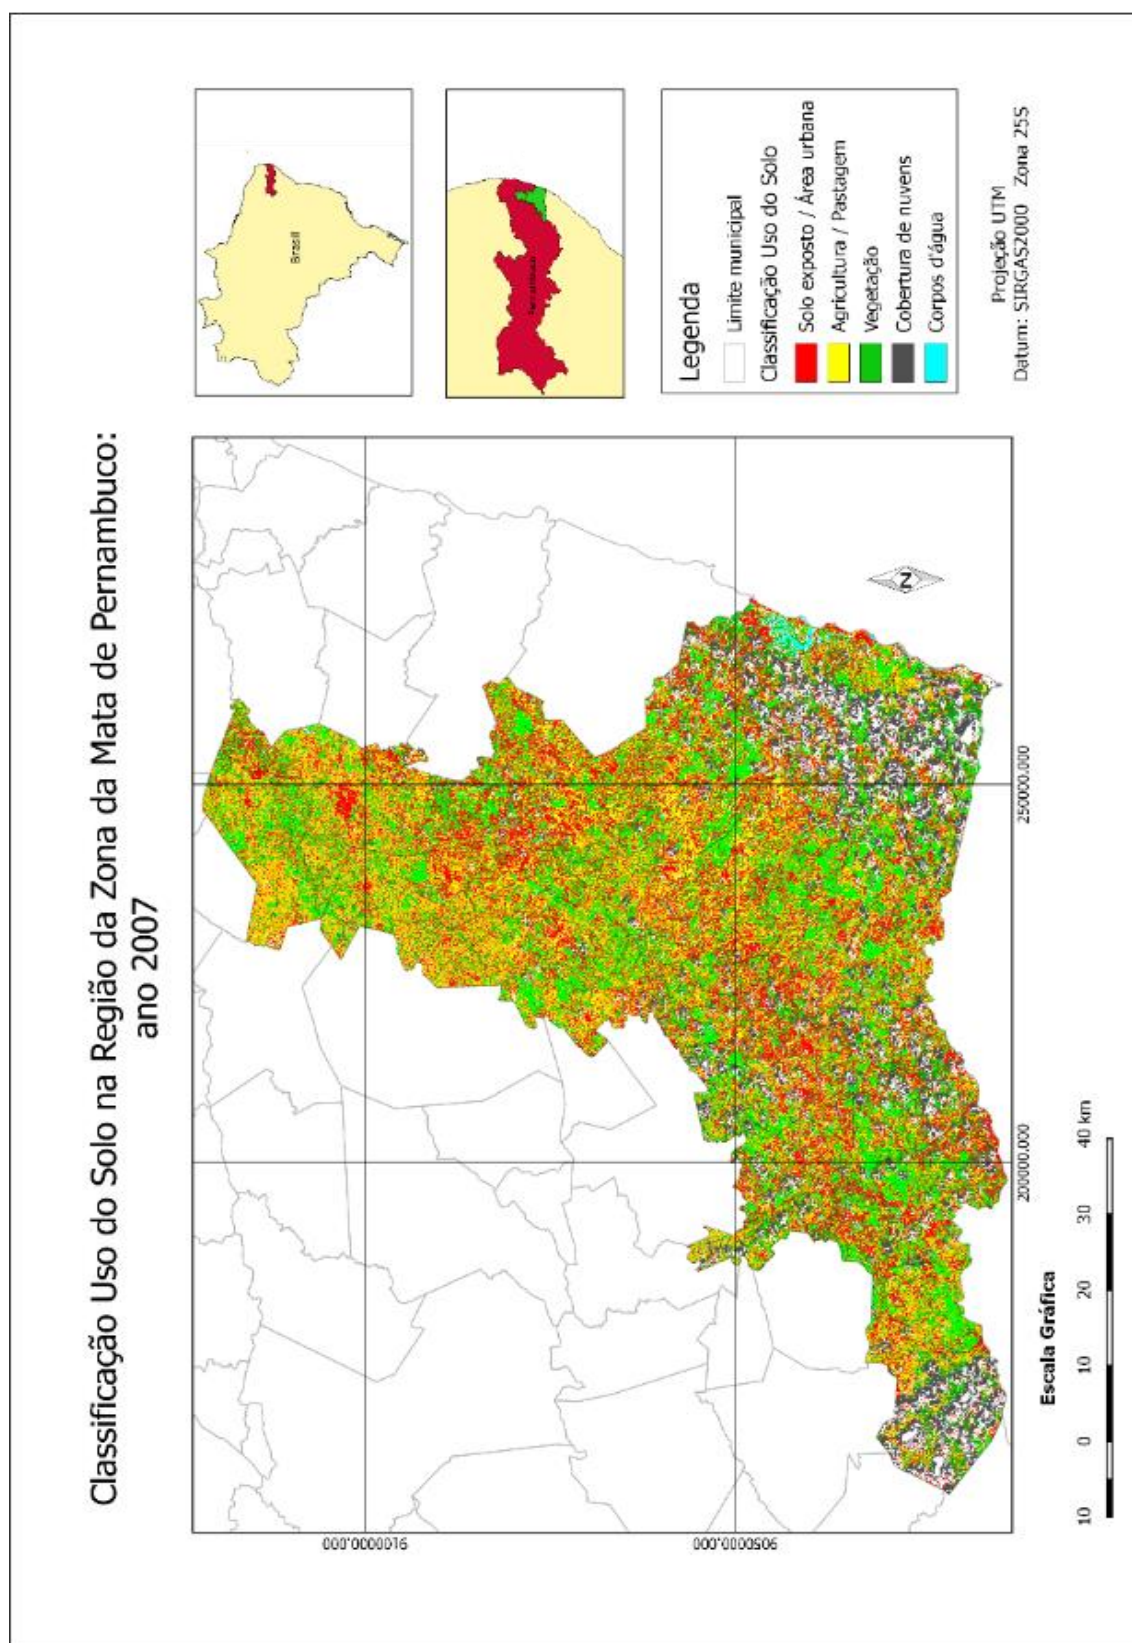 Classificação Uso do Solo na Região da Zona da Mata de Pernambuco:
ano 2007
Brasil
Legenda
Limite municipal
Classificação Uso do Solo
Solo exposto / Área urbana
Agricultura / Pastagem
Vegetação
Cobertura de nuvens
Corpos d'água
Projeção UTM
Datum: SIRGAS2000 Zona 25S
N
9100000.000
9050000.000
200000.000
250000.000
Escala Gráfica
10 0 10 20 30 40 km